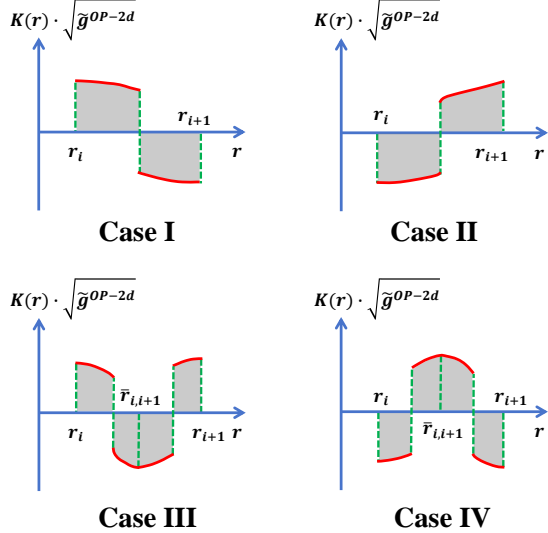 K(r) · √g̃^{OP−2d}
r_i
r_{i+1}
r
Case I
K(r) · √g̃^{OP−2d}
r_i
r_{i+1}
r
Case II
K(r) · √g̃^{OP−2d}
r̄_{i,i+1}
r_i
r_{i+1}
r
Case III
K(r) · √g̃^{OP−2d}
r_i
r_{i+1}
r̄_{i,i+1}
r
Case IV